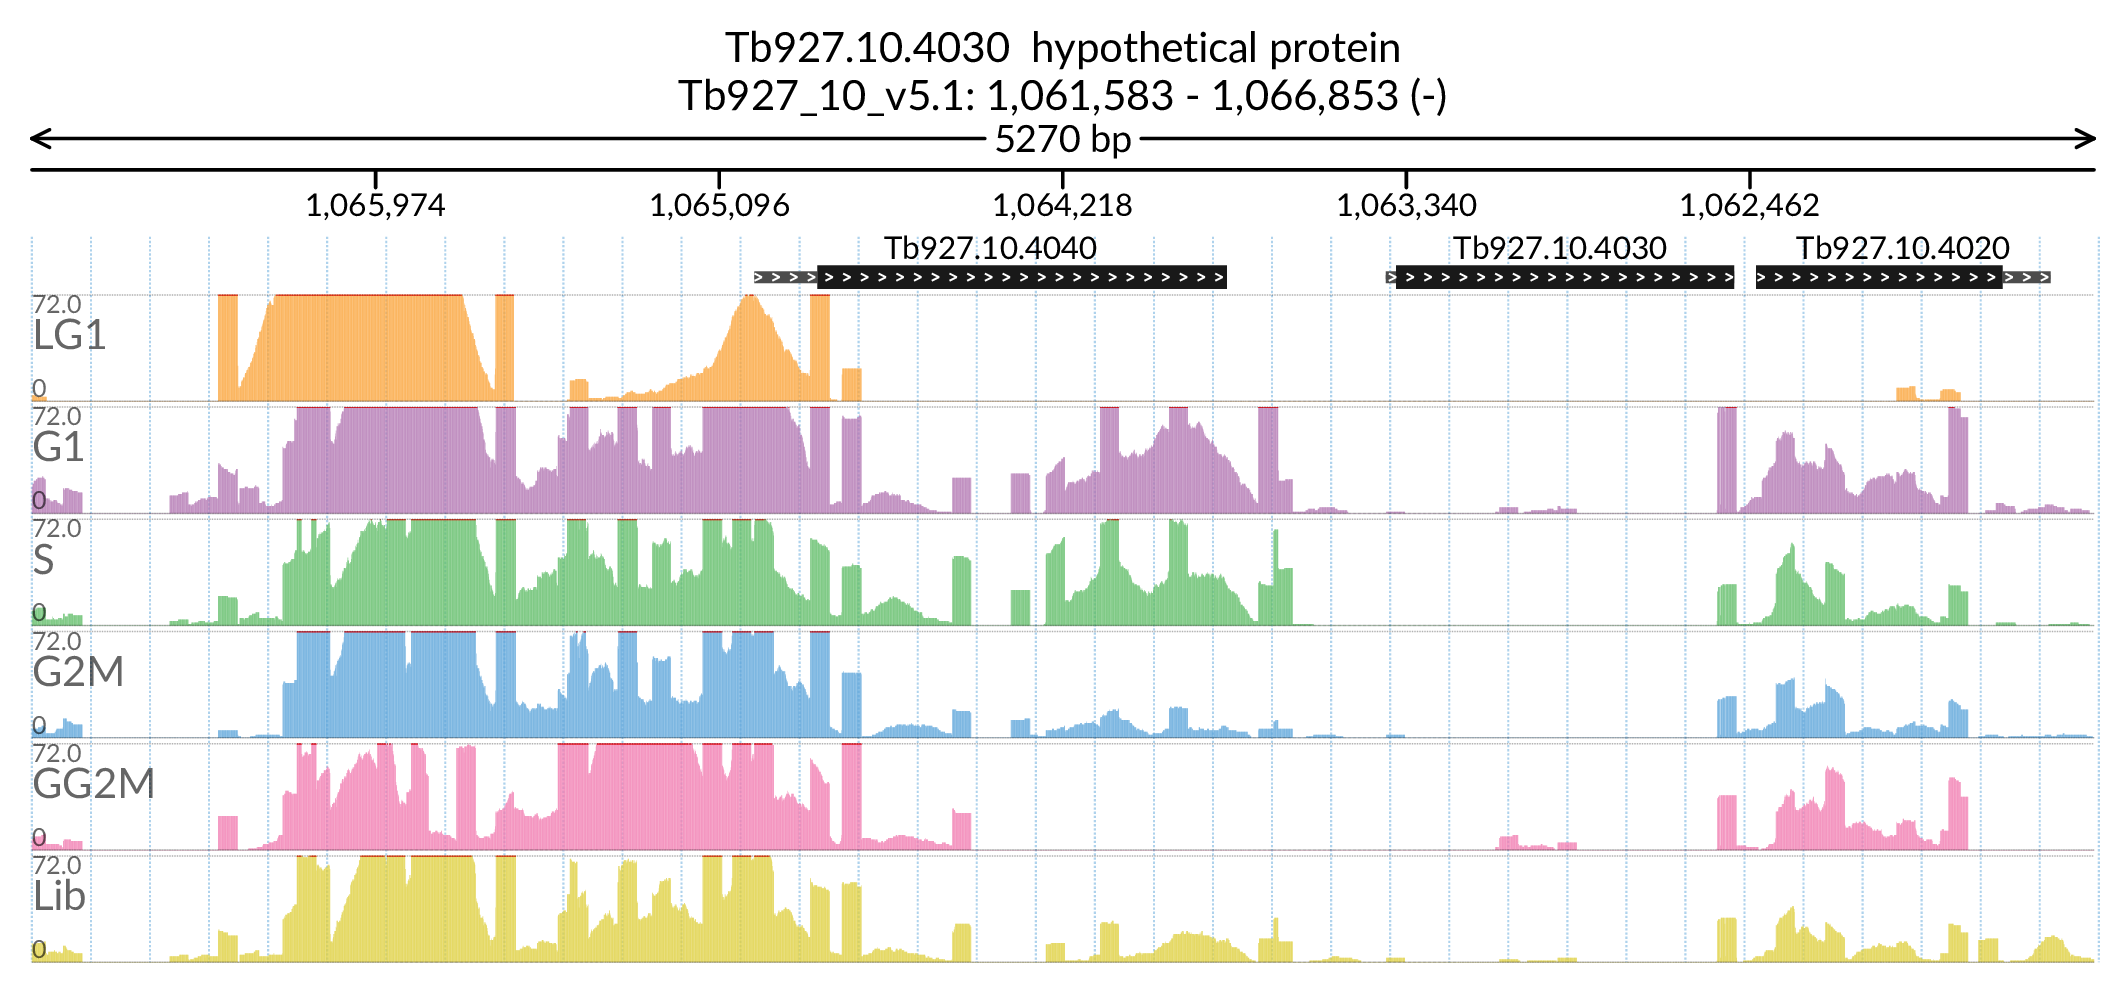 Tb927.10.4030  hypothetical protein
Tb927_10_v5.1: 1,061,583 - 1,066,853 (-)
5270 bp
1,065,974 1,065,096 1,064,218 1,063,340 1,062,462
Tb927.10.4040 Tb927.10.4030 Tb927.10.4020
72.0
LG1
0
72.0
G1
0
72.0
S
0
72.0
G2M
0
72.0
GG2M
0
72.0
Lib
0